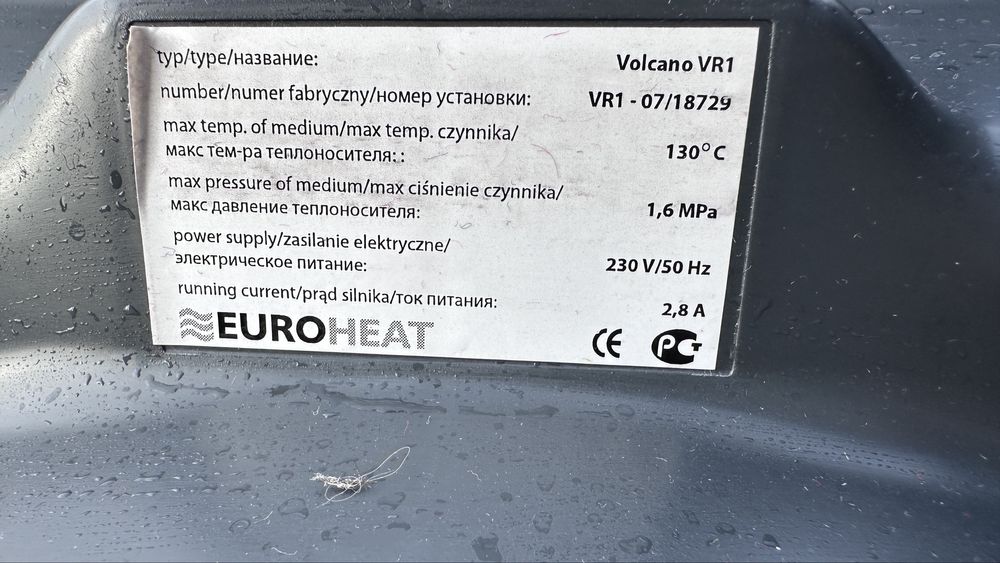 typ/type/название: Volcano VR1
number/numer fabryczny/номер установки: VR1 - 07/18729
max temp. of medium/max temp. czynnika/
макс тем-ра теплоносителя: : 130° C
max pressure of medium/max ciśnienie czynnika/
макс давление теплоносителя: 1,6 MPa
power supply/zasilanie elektryczne/
электрическое питание: 230 V/50 Hz
running current/prąd silnika/ток питания: 2,8 A
EUROHEAT CE РСТ